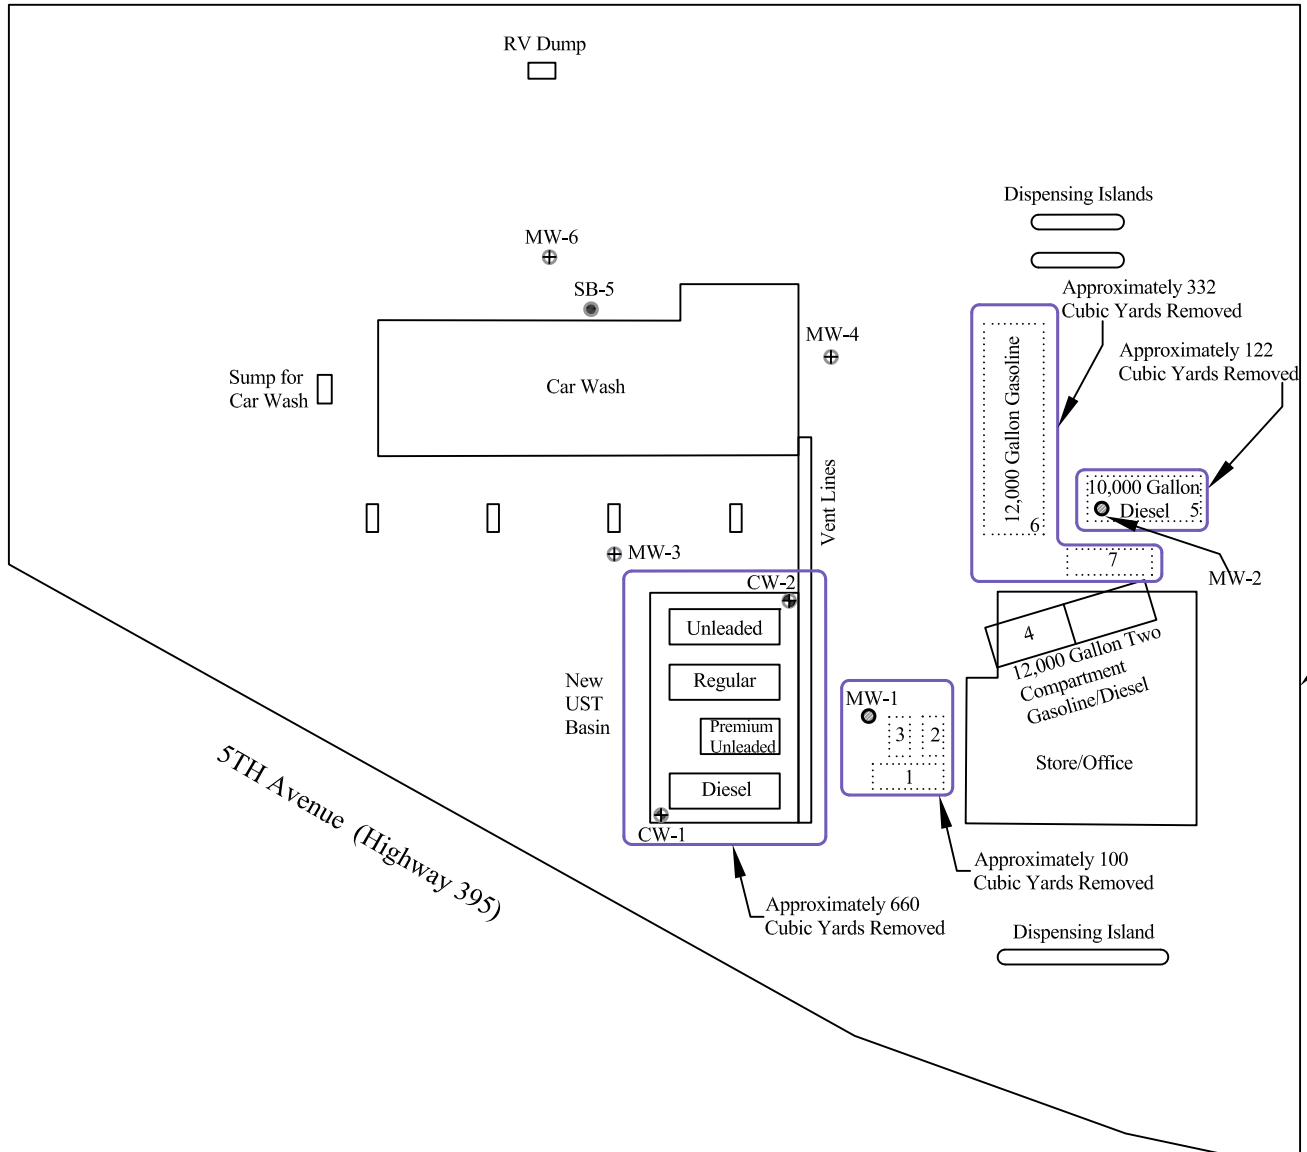 RV Dump
Dispensing Islands
MW-6
SB-5
Approximately 332
Cubic Yards Removed
MW-4
Approximately 122
Cubic Yards Removed
Sump for
Car Wash
Car Wash
12,000 Gallon Gasoline
6
10,000 Gallon
Diesel
5
Vent Lines
MW-3
7
MW-2
CW-2
Unleaded
4
12,000 Gallon Two
Compartment
Gasoline/Diesel
New
UST
Basin
Regular
MW-1
Premium
Unleaded
3
2
1
Store/Office
Diesel
CW-1
5TH Avenue (Highway 395)
Approximately 100
Cubic Yards Removed
Approximately 660
Cubic Yards Removed
Dispensing Island